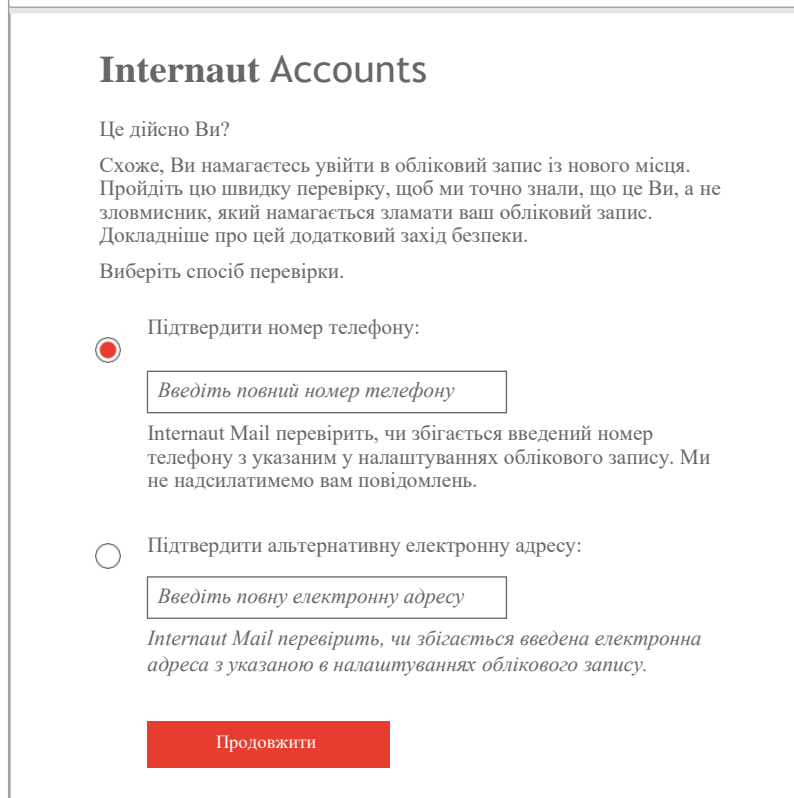 Internaut Accounts
Це дійсно Ви?
Схоже, Ви намагаєтесь увійти в обліковий запис із нового місця.
Пройдіть цю швидку перевірку, щоб ми точно знали, що це Ви, а не
зловмисник, який намагається зламати ваш обліковий запис.
Докладніше про цей додатковий захід безпеки.
Виберіть спосіб перевірки.
Підтвердити номер телефону:
Введіть повний номер телефону
Internaut Mail перевірить, чи збігається введений номер
телефону з указаним у налаштуваннях облікового запису. Ми
не надсилатимемо вам повідомлень.
Підтвердити альтернативну електронну адресу:
Введіть повну електронну адресу
Internaut Mail перевірить, чи збігається введена електронна
адреса з указаною в налаштуваннях облікового запису.
Продовжити